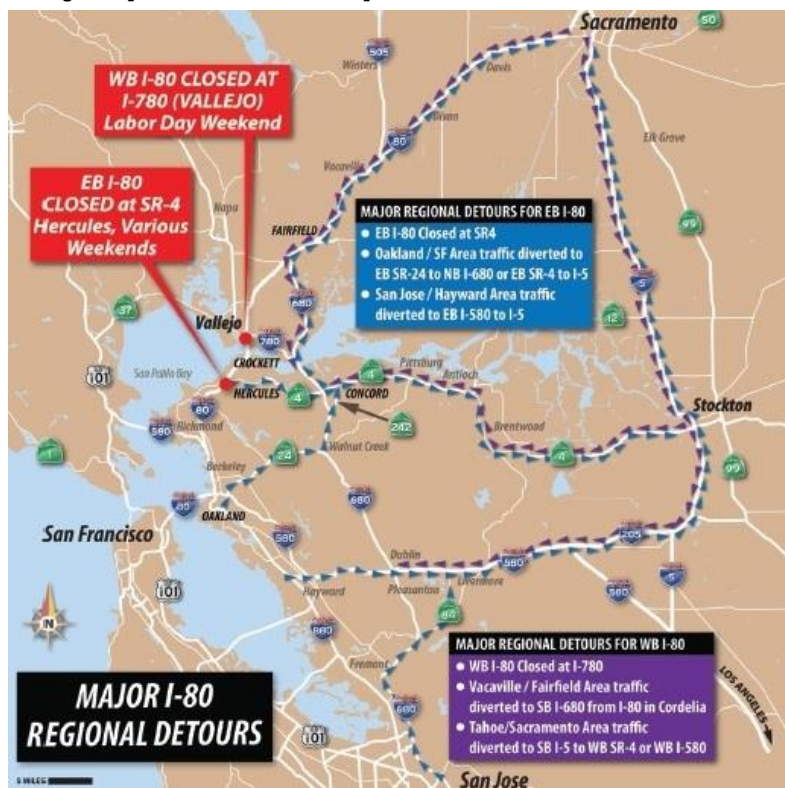 Sacramento
50
505
Winters
Davis
WB I-80 CLOSED AT
I-780 (VALLEJO)
Labor Day Weekend
Dixon
80
Elk Grove
Vacaville
EB I-80
CLOSED at SR-4
Hercules, Various
Weekends
Napa
99
FAIRFIELD
MAJOR REGIONAL DETOURS FOR EB I-80
EB I-80 Closed at SR4
Oakland / SF Area traffic diverted to
EB SR-24 to NB I-680 or EB SR-4 to I-5
San Jose / Hayward Area traffic
diverted to EB I-580 to I-5
5
680
37
12
Vallejo
780
CROCKETT
101
San Pablo Bay
Pittsburg
4
Antioch
HERCULES
4
CONCORD
80
Stockton
580
Richmond
242
Brentwood
4
1
24
Walnut Creek
99
Berkeley
80
OAKLAND
680
San Francisco
580
205
Dublin
580
101
Hayward
Pleasanton
Livermore
5
580
84
N
880
MAJOR REGIONAL DETOURS FOR WB I-80
WB I-80 Closed at I-780
Vacaville / Fairfield Area traffic
diverted to SB I-680 from I-80 in Cordelia
Tahoe/Sacramento Area traffic
diverted to SB I-5 to WB SR-4 or WB I-580
Fremont
LOS ANGELES
MAJOR I-80
REGIONAL DETOURS
680
101
5 MILES
San Jose